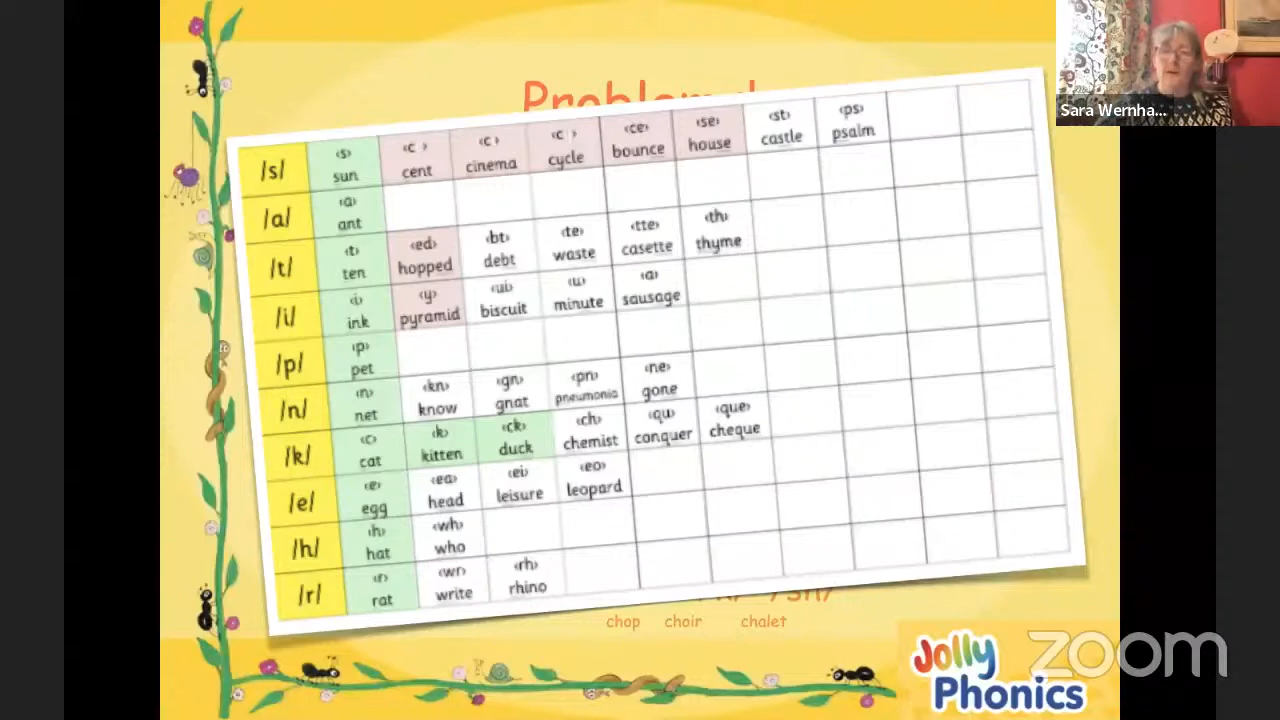 Sara Wernha...
/s/ ‹s› ‹c › ‹c› ‹c › ‹ce› ‹se› ‹st› ‹ps›
sun cent cinema cycle bounce house castle psalm
/a/ ‹a›
ant
/t/ ‹t› ‹ed› ‹bt› ‹te› ‹tte› ‹th›
ten hopped debt waste casette thyme
/i/ ‹i› ‹y› ‹ui› ‹u› ‹a›
ink pyramid biscuit minute sausage
/p/ ‹p›
pet
/n/ ‹n› ‹kn› ‹gn› ‹pn› ‹ne›
net know gnat pneumonia gone
/k/ ‹c› ‹k› ‹ck› ‹ch› ‹qu› ‹que›
cat kitten duck chemist conquer cheque
/e/ ‹e› ‹ea› ‹ei› ‹eo›
egg head leisure leopard
/h/ ‹h› ‹wh›
hat who
/r/ ‹r› ‹wr› ‹rh›
rat write rhino
chop choir chalet
Jolly
Phonics
zoom